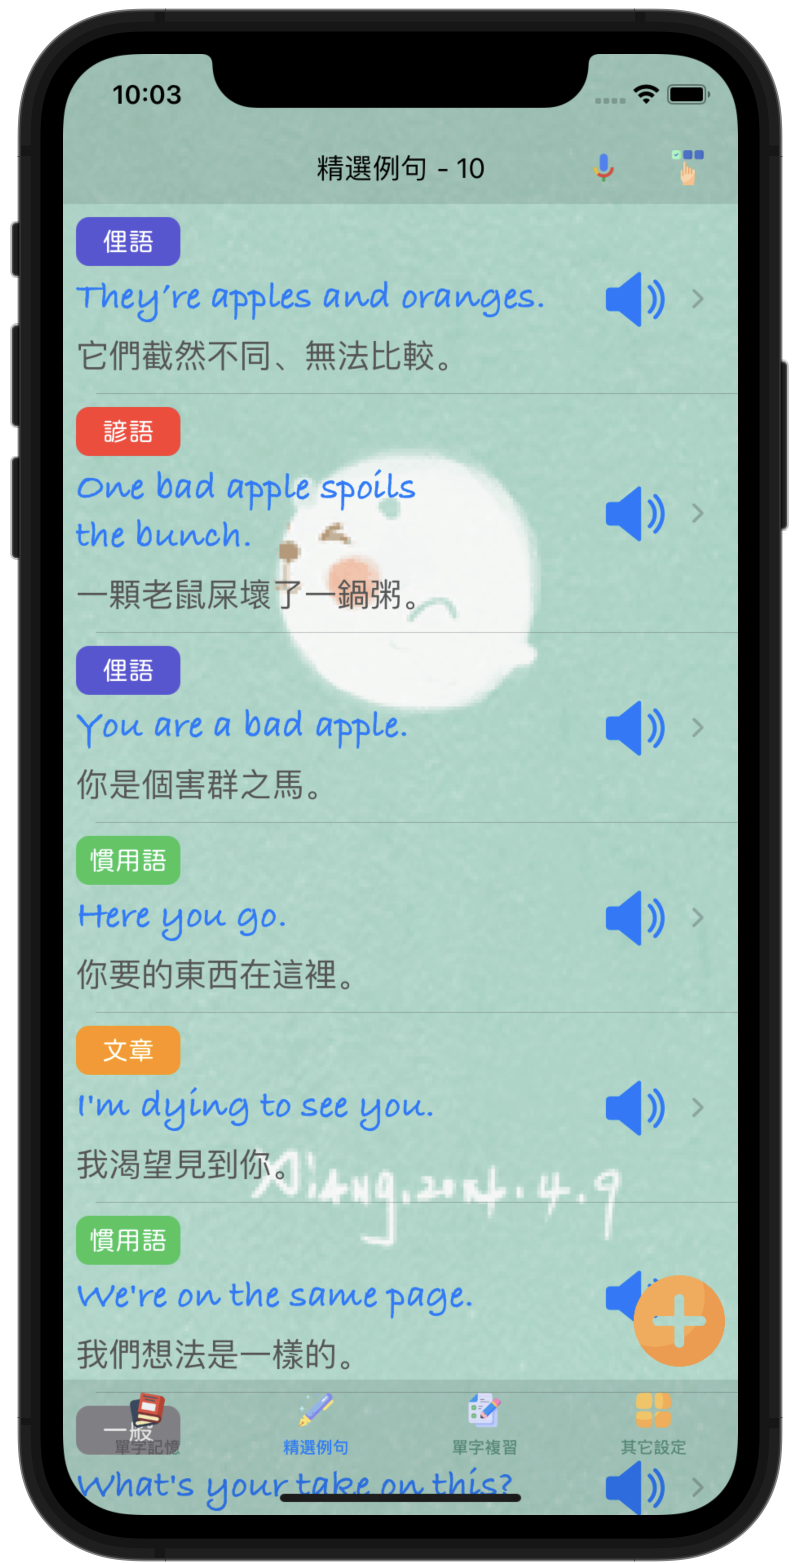 10:03
精選例句 - 10
俚語
They're apples and oranges.
它們截然不同、無法比較。
諺語
One bad apple spoils
the bunch.
一顆老鼠屎壞了一鍋粥。
俚語
You are a bad apple.
你是個害群之馬。
慣用語
Here you go.
你要的東西在這裡。
文章
I'm dying to see you.
我渴望見到你。
慣用語
We're on the same page.
我們想法是一樣的。
一般
單字記憶
精選例句
單字複習
其它設定
What's your take on this?